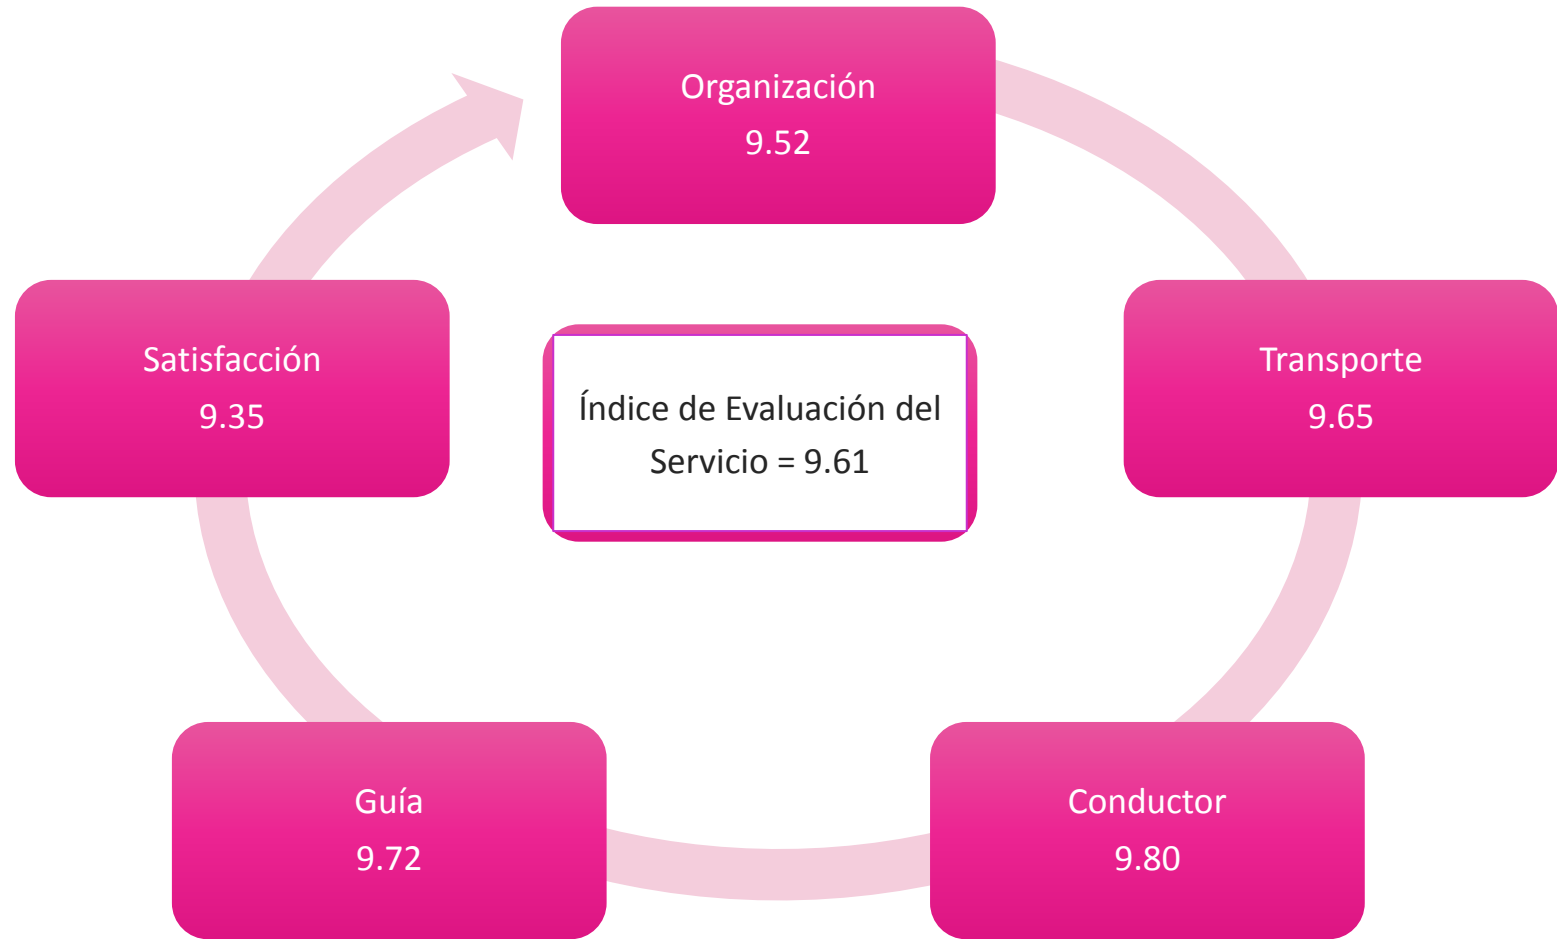 Organización
9.52
Transporte
9.65
Conductor
9.80
Guía
9.72
Satisfacción
9.35
Índice de Evaluación del
Servicio = 9.61